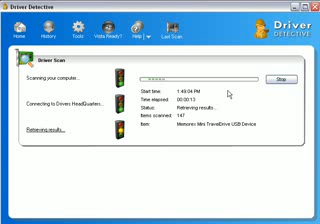 Driver Detective
Home History Tools Vista Ready? Help Last Scan
Driver
DETECTIVE
Driver Scan
Scanning your computer...
Stop
Start time: 1:49:04 PM
Time elapsed: 00:00:13
Connecting to Drivers HeadQuarters...
Status: Retrieving results...
Items scanned: 147
Item: Memorex Mini TravelDrive USB Device
Retrieving results...